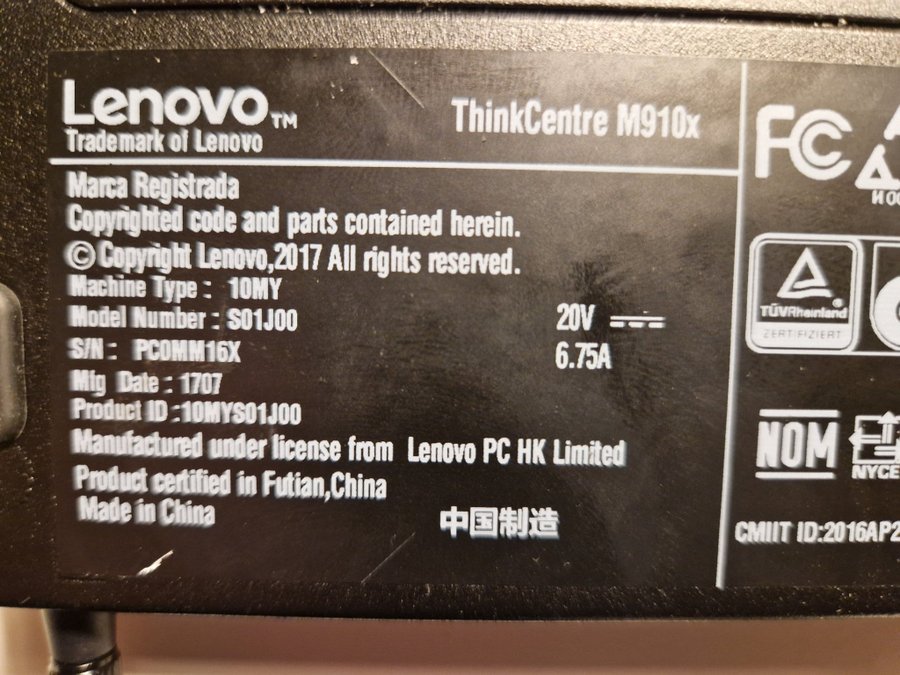 Lenovo™
Trademark of Lenovo
ThinkCentre M910x
Marca Registrada
Copyrighted code and parts contained herein.
© Copyright Lenovo,2017 All rights reserved.
Machine Type : 10MY
Model Number : S01J00
20V
S/N : PC0MM16X
6.75A
Mfg Date : 1707
Product ID :10MYS01J00
Manufactured under license from Lenovo PC HK Limited
Product certified in Futian,China
Made in China
中国制造
FC
TÜVRheinland®
ZERTIFIZIERT
NOM
NYCE
CMIIT ID:2016AP2